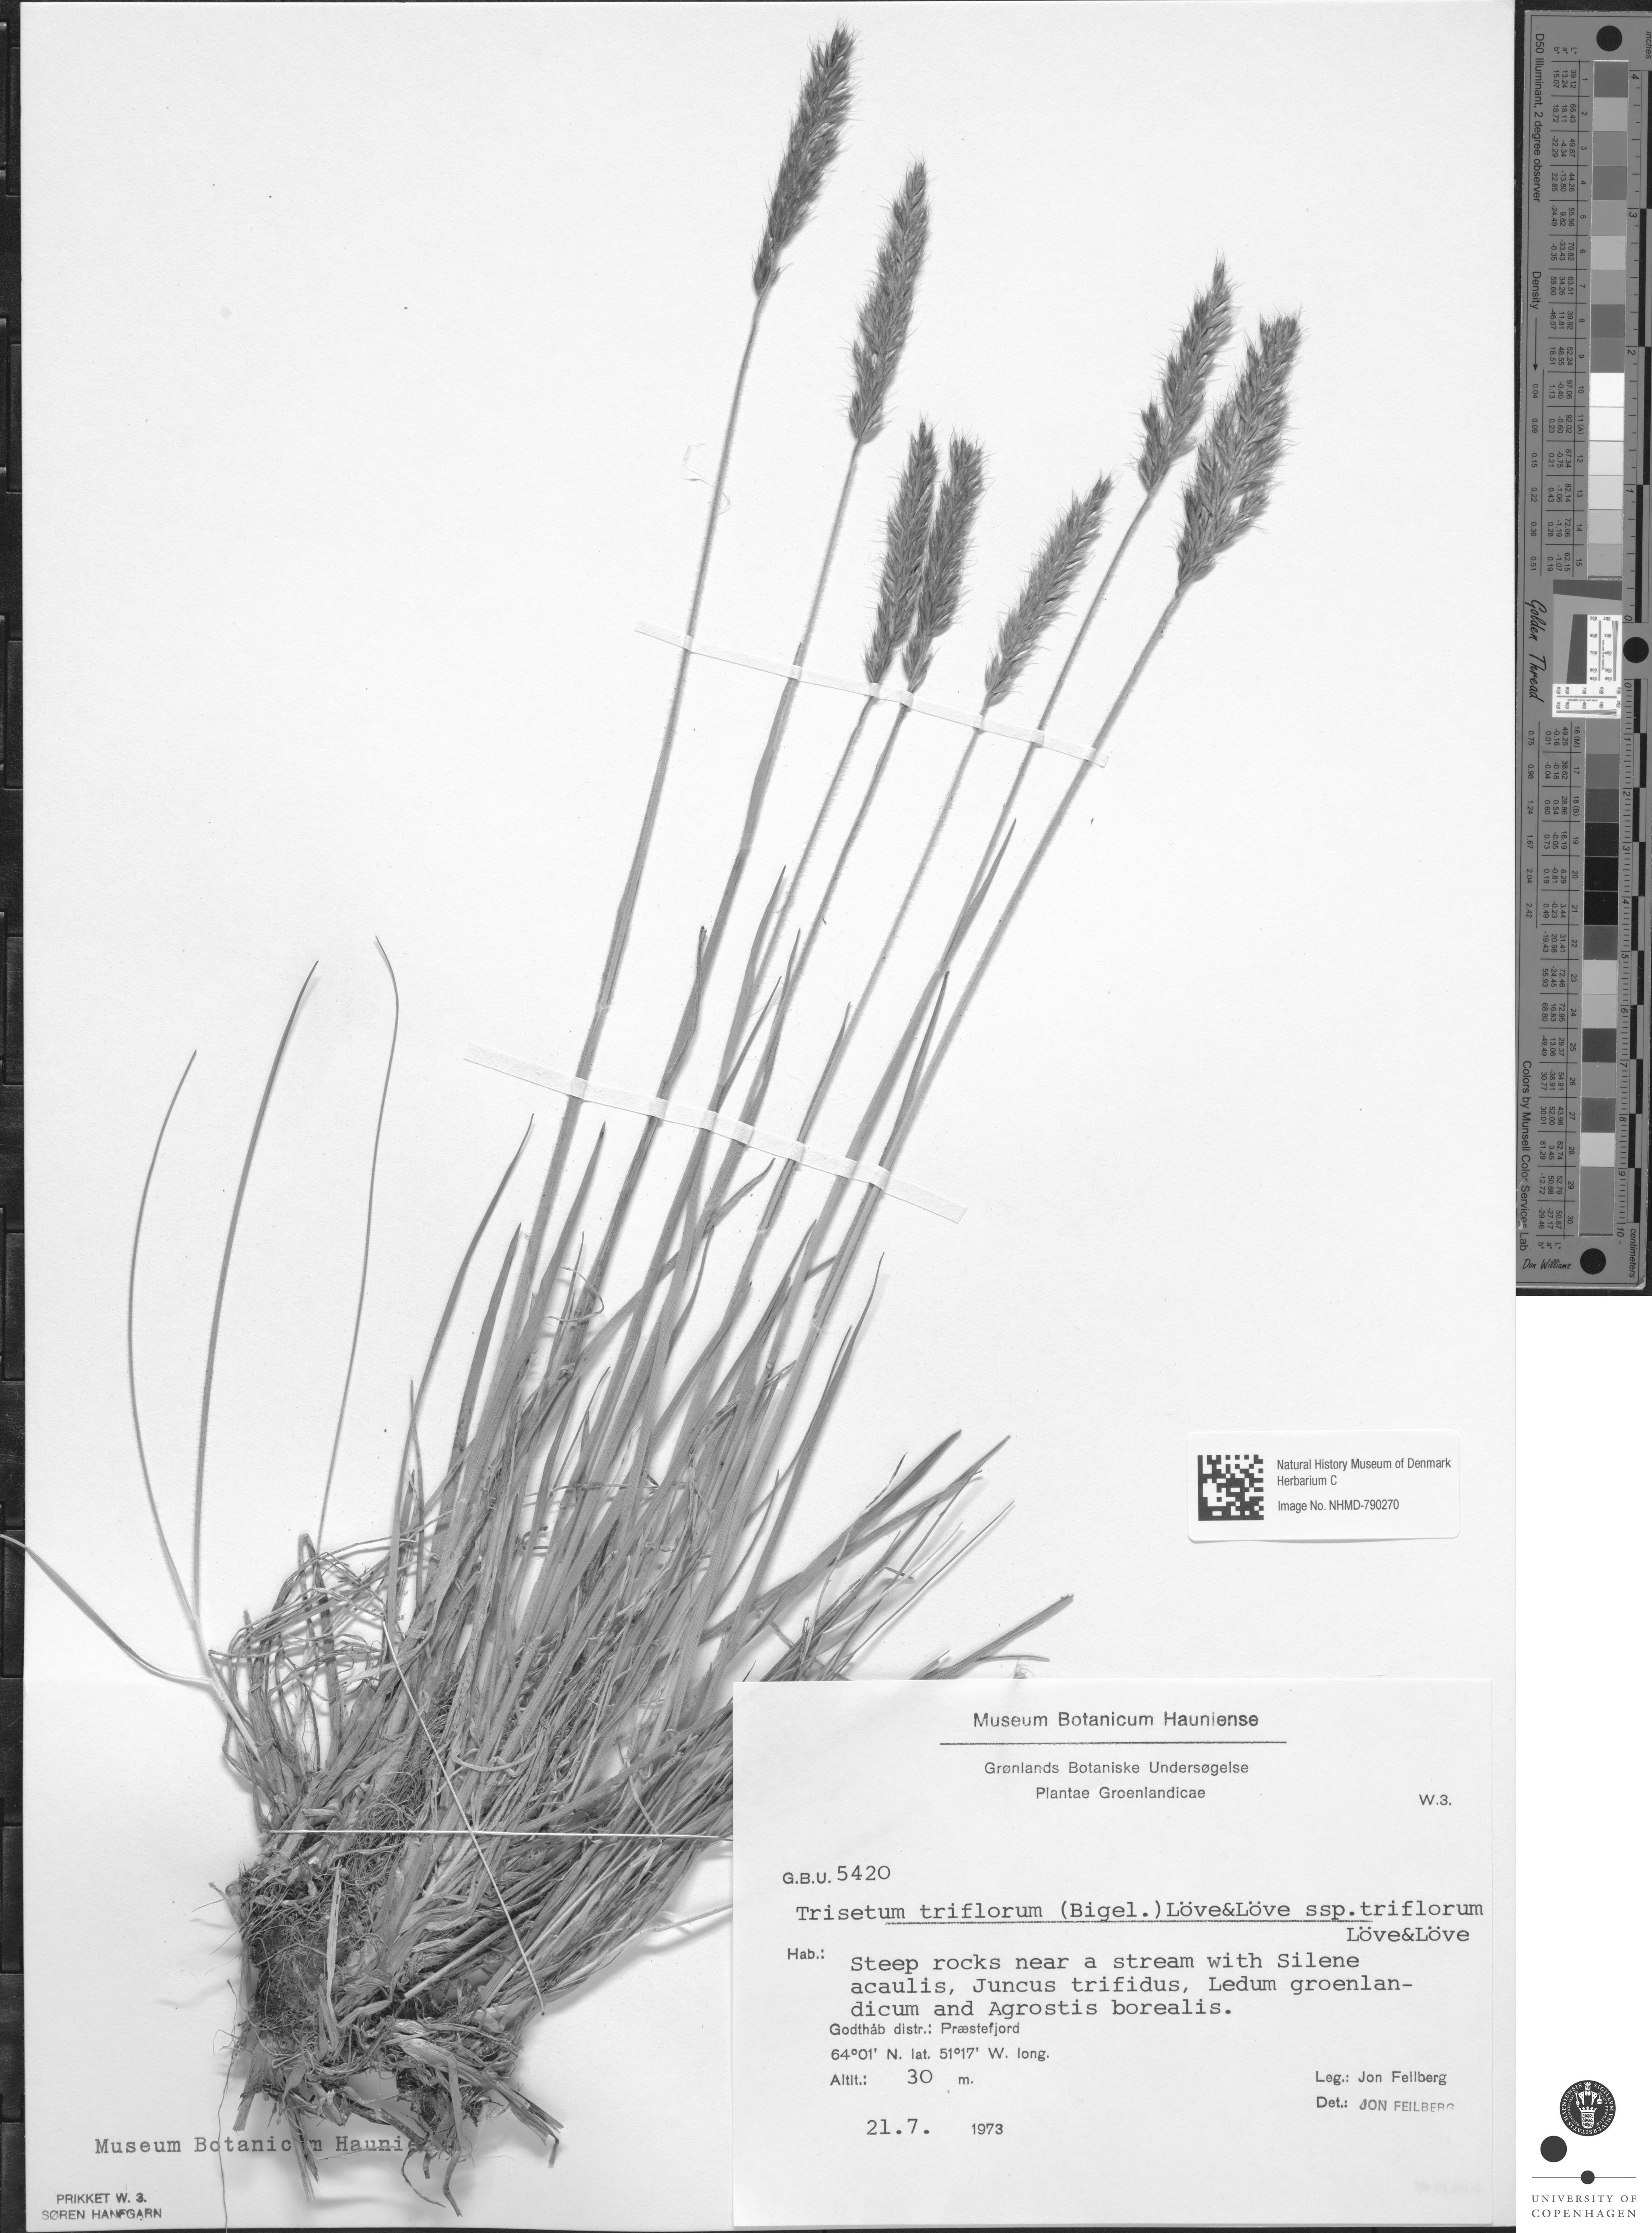 Natural History Museum of Denmark
Herbarium C
Image No. NHMD-790270
Museum Botanicum Hauniense
Grønlands Botaniske Undersøgelse
Plantae Groenlandicae
W.3.
G.B.U. 5420
Trisetum triflorum (Bigel.)Löve&Löve ssp.triflorum
Löve&Löve
Hab.: Steep rocks near a stream with Silene
acaulis, Juncus trifidus, Ledum groenlan-
dicum and Agrostis borealis.
Godthåb distr.: Præstefjord
64°01' N. lat. 51°17' W. long.
Altit.: 30 m.
Leg.: Jon Feilberg
Det.: JON FEILBERG
21.7. 1973
Museum Botanicum
PRIKKET W. 3.
SØREN HANFGARN
D50 Illuminant, 2 degree observer
Density
Golden Thread
Colors by Munsell Color Services Lab
Don Williams
inches
centimeters
UNIVERSITY OF
COPENHAGEN